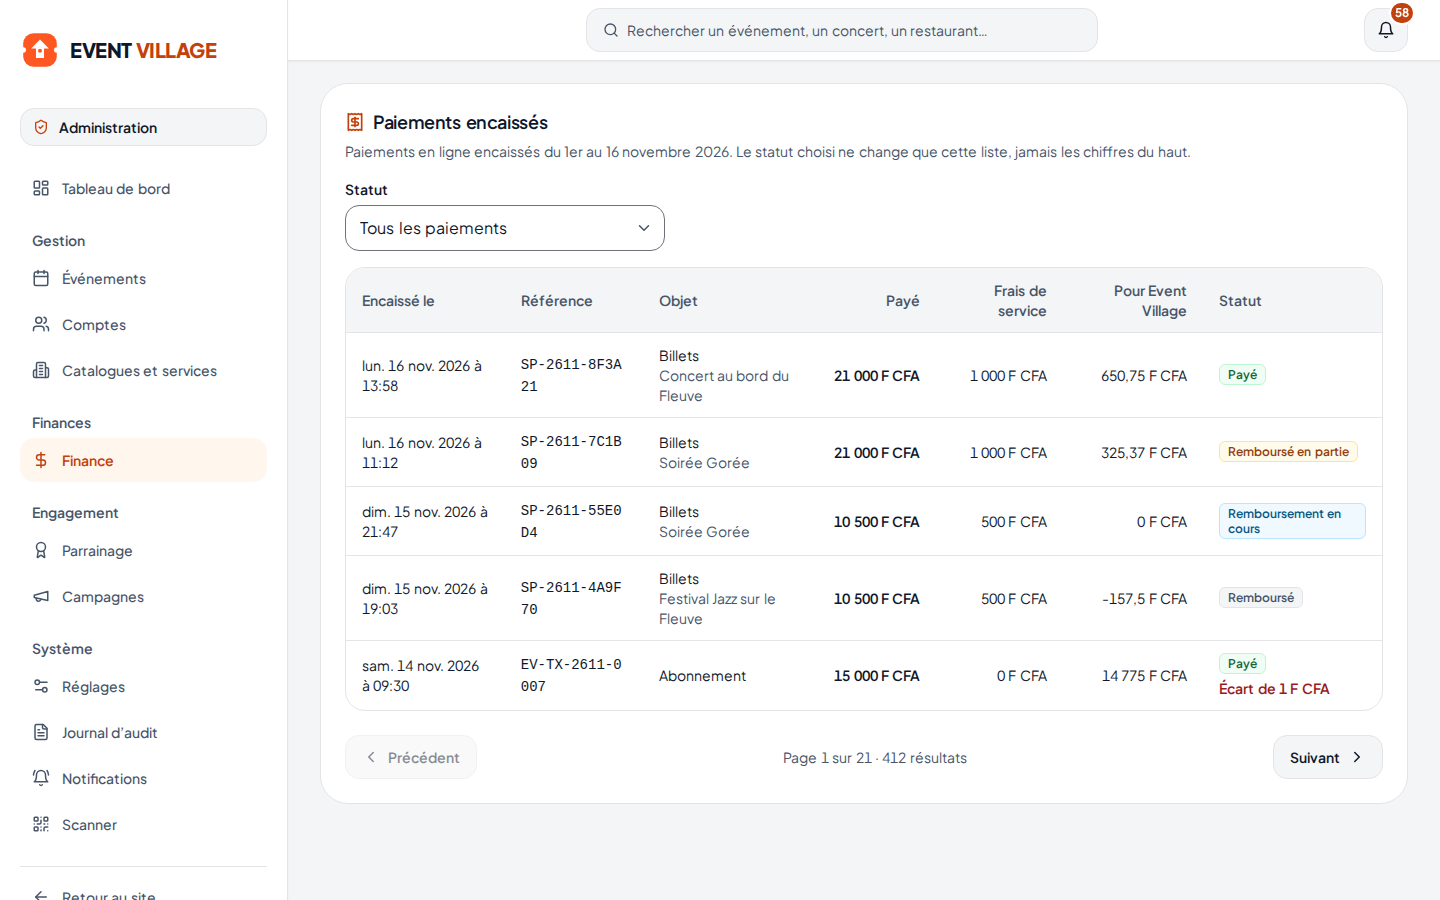 EVENT VILLAGE
Rechercher un événement, un concert, un restaurant...
58
Administration
Tableau de bord
Gestion
Événements
Comptes
Catalogues et services
Finances
Finance
Engagement
Parrainage
Campagnes
Système
Réglages
Journal d'audit
Notifications
Scanner
Retour au site
Paiements encaissés
Paiements en ligne encaissés du 1er au 16 novembre 2026. Le statut choisi ne change que cette liste, jamais les chiffres du haut.
Statut
Tous les paiements
Encaissé le
Référence
Objet
Payé
Frais de
service
Pour Event
Village
Statut
lun. 16 nov. 2026 à
13:58
SP-2611-8F3A
21
Billets
Concert au bord du
Fleuve
21 000 F CFA
1 000 F CFA
650,75 F CFA
Payé
lun. 16 nov. 2026 à
11:12
SP-2611-7C1B
09
Billets
Soirée Gorée
21 000 F CFA
1 000 F CFA
325,37 F CFA
Remboursé en partie
dim. 15 nov. 2026 à
21:47
SP-2611-55E0
D4
Billets
Soirée Gorée
10 500 F CFA
500 F CFA
0 F CFA
Remboursement en
cours
dim. 15 nov. 2026 à
19:03
SP-2611-4A9F
70
Billets
Festival Jazz sur le
Fleuve
10 500 F CFA
500 F CFA
-157,5 F CFA
Remboursé
sam. 14 nov. 2026
à 09:30
EV-TX-2611-0
007
Abonnement
15 000 F CFA
0 F CFA
14 775 F CFA
Payé
Écart de 1 F CFA
Précédent
Page 1 sur 21 · 412 résultats
Suivant